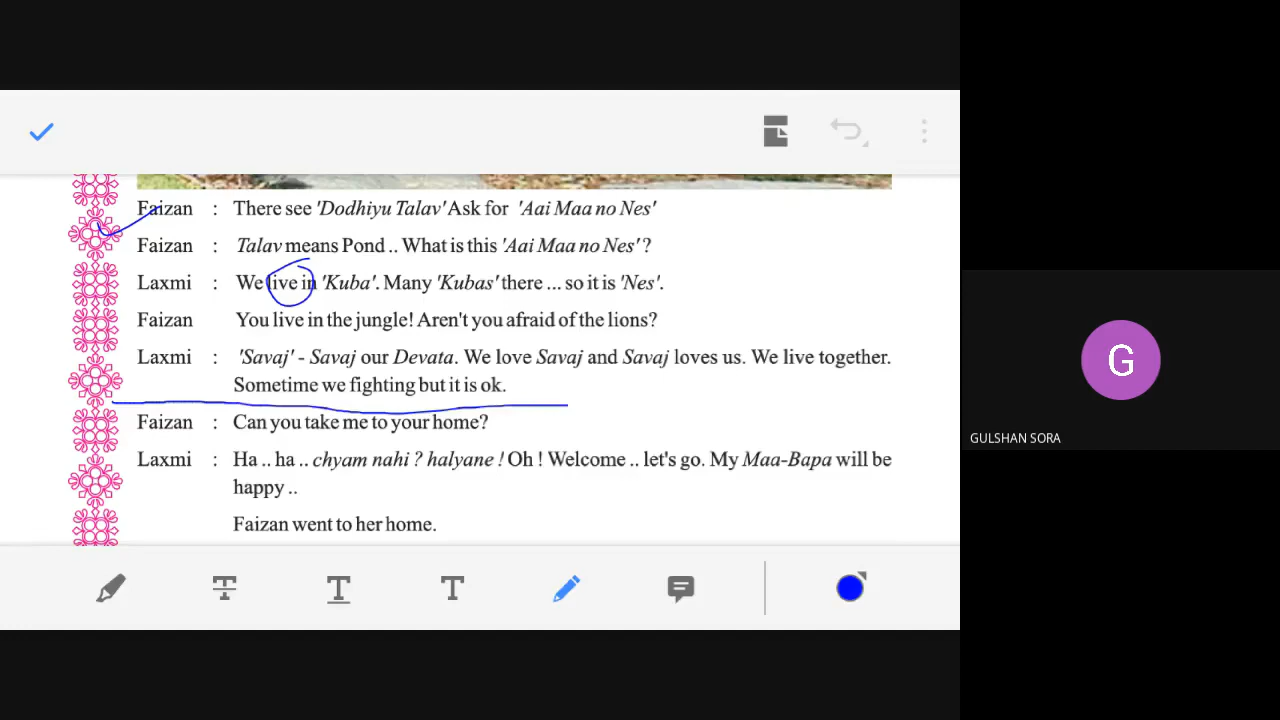 Faizan : There see 'Dodhiyu Talav' Ask for 'Aai Maa no Nes'
Faizan : Talav means Pond .. What is this 'Aai Maa no Nes' ?
Laxmi : We live in 'Kuba'. Many 'Kubas' there ... so it is 'Nes'.
Faizan You live in the jungle! Aren't you afraid of the lions?
Laxmi : 'Savaj' - Savaj our Devata. We love Savaj and Savaj loves us. We live together.
Sometime we fighting but it is ok.
Faizan : Can you take me to your home?
Laxmi : Ha .. ha .. chyam nahi ? halyane ! Oh ! Welcome .. let's go. My Maa-Bapa will be
happy ..
Faizan went to her home.
T T T
G
GULSHAN SORA